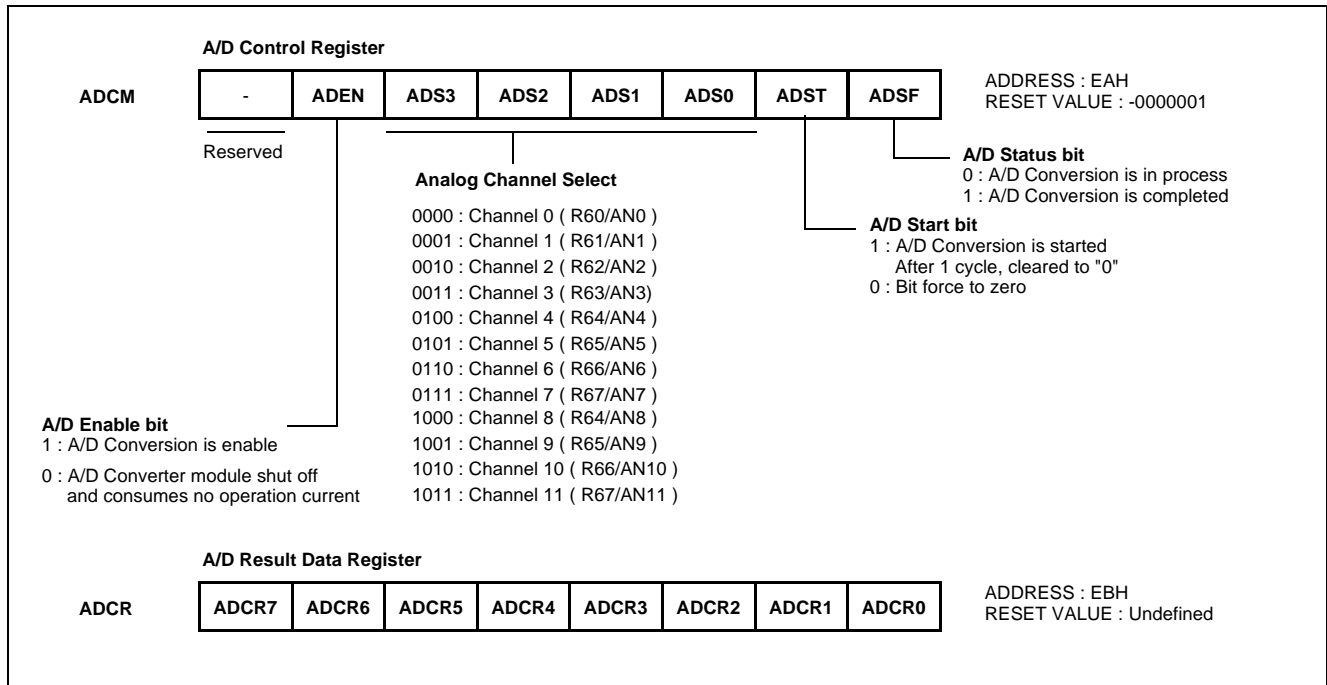 A/D Control Register
ADCM - ADEN ADS3 ADS2 ADS1 ADS0 ADST ADSF
ADDRESS : EAH
RESET VALUE : -0000001
Reserved
A/D Status bit
0 : A/D Conversion is in process
1 : A/D Conversion is completed
Analog Channel Select
0000 : Channel 0 ( R60/AN0 )
0001 : Channel 1 ( R61/AN1 )
0010 : Channel 2 ( R62/AN2 )
0011 : Channel 3 ( R63/AN3)
0100 : Channel 4 ( R64/AN4 )
0101 : Channel 5 ( R65/AN5 )
0110 : Channel 6 ( R66/AN6 )
0111 : Channel 7 ( R67/AN7 )
1000 : Channel 8 ( R64/AN8 )
1001 : Channel 9 ( R65/AN9 )
1010 : Channel 10 ( R66/AN10 )
1011 : Channel 11 ( R67/AN11 )
A/D Start bit
1 : A/D Conversion is started
After 1 cycle, cleared to "0"
0 : Bit force to zero
A/D Enable bit
1 : A/D Conversion is enable
0 : A/D Converter module shut off
and consumes no operation current
A/D Result Data Register
ADCR ADCR7 ADCR6 ADCR5 ADCR4 ADCR3 ADCR2 ADCR1 ADCR0
ADDRESS : EBH
RESET VALUE : Undefined